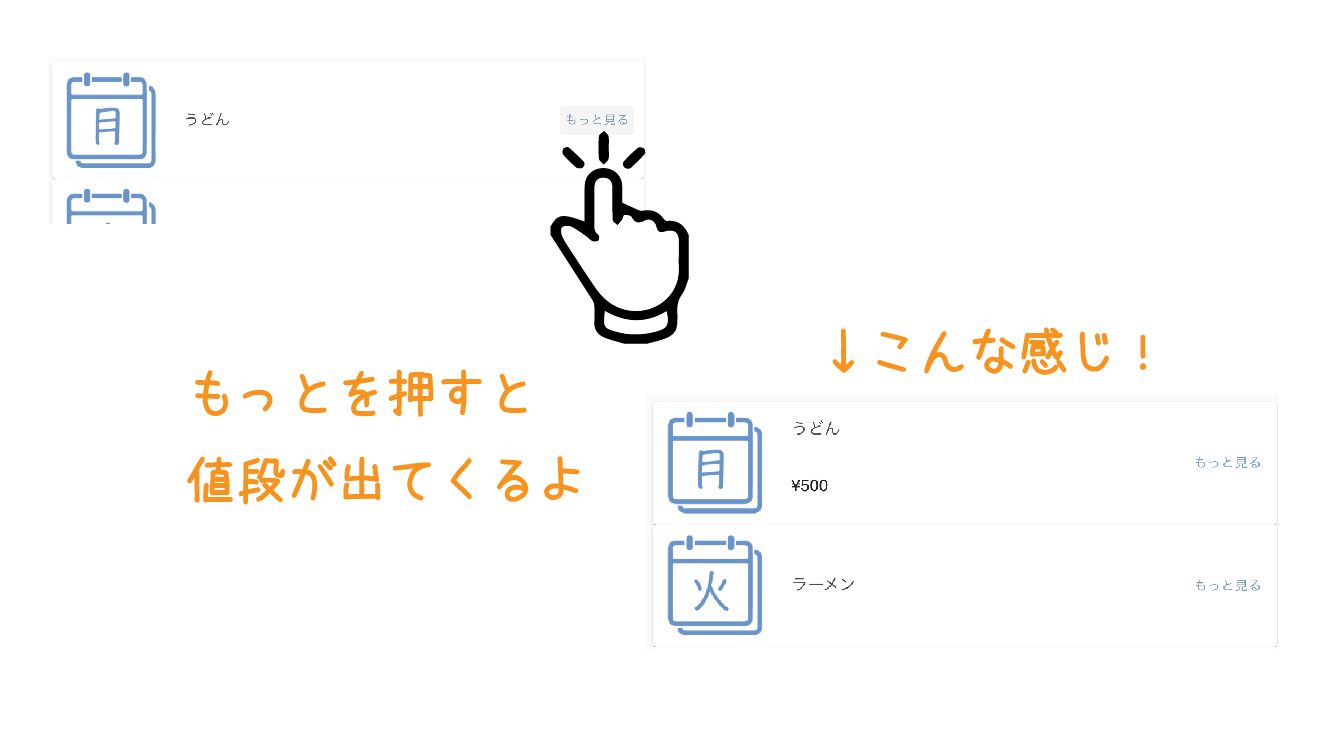 月
うどん
もっと見る
もっとを押すと
値段が出てくるよ
↓こんな感じ！
月
うどん
もっと見る
¥500
火
ラーメン
もっと見る